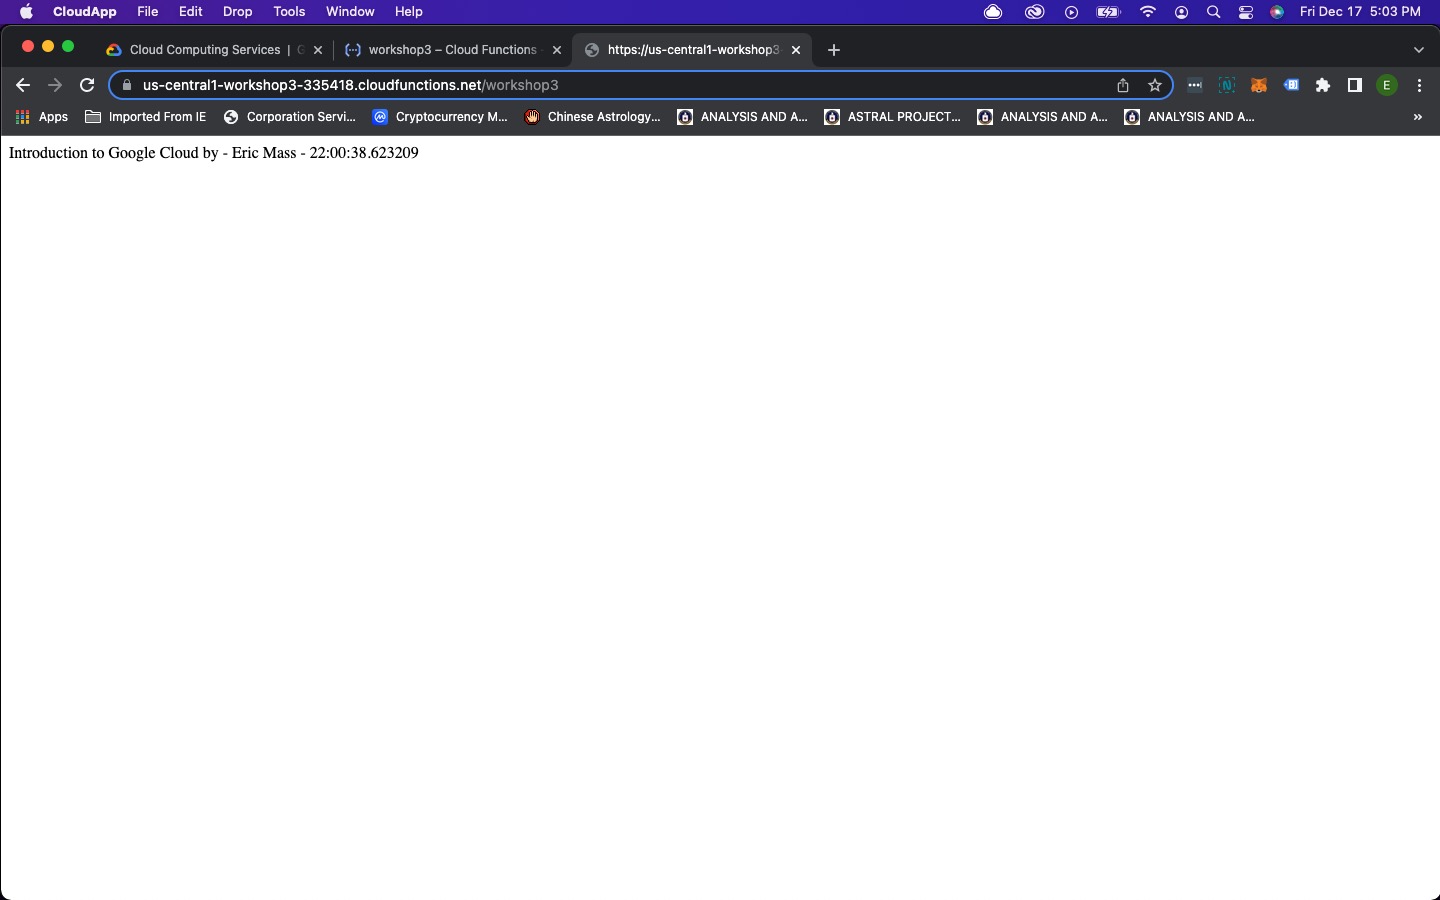 CloudApp File Edit Drop Tools Window Help Fri Dec 17 5:03 PM
Cloud Computing Services | G workshop3 – Cloud Functions https://us-central1-workshop3-
us-central1-workshop3-335418.cloudfunctions.net/workshop3 E
Apps Imported From IE Corporation Servi... Cryptocurrency M... Chinese Astrology... ANALYSIS AND A... ASTRAL PROJECT... ANALYSIS AND A... ANALYSIS AND A... »
Introduction to Google Cloud by - Eric Mass - 22:00:38.623209